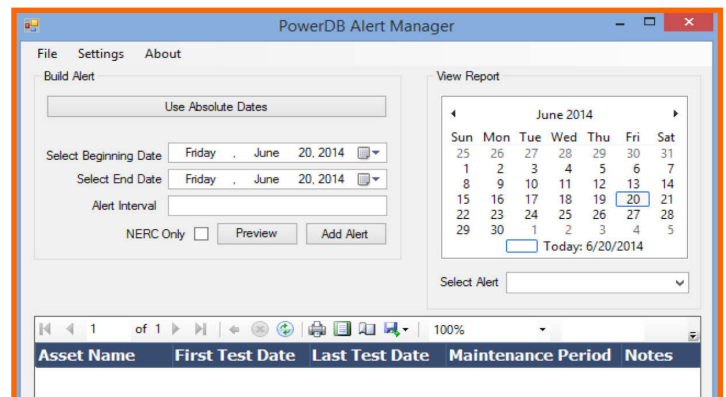 PowerDB Alert Manager
File Settings About
Build Alert
Use Absolute Dates
Select Beginning Date Friday , June 20, 2014
Select End Date Friday , June 20, 2014
Alert Interval
NERC Only Preview Add Alert
View Report
June 2014
Sun Mon Tue Wed Thu Fri Sat
25 26 27 28 29 30 31
1 2 3 4 5 6 7
8 9 10 11 12 13 14
15 16 17 18 19 20 21
22 23 24 25 26 27 28
29 30 1 2 3 4 5
Today: 6/20/2014
Select Alert
1 of 1 100%
Asset Name First Test Date Last Test Date Maintenance Period Notes